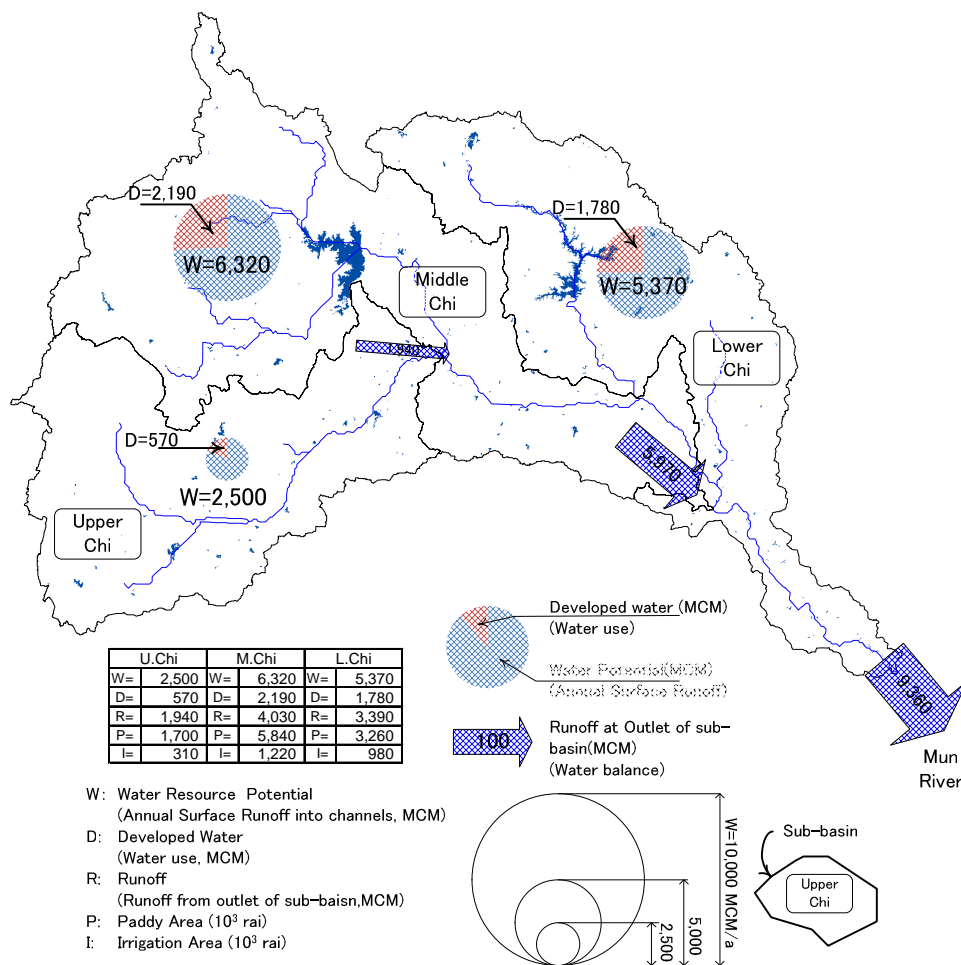 D=2,190
W=6,320
D=1,780
W=5,370
Middle
Chi
Lower
Chi
1,940
D=570
W=2,500
5,970
Upper
Chi
Developed water (MCM)
(Water use)
Water Potential(MCM)
(Annual Surface Runoff)
9,360
100
Runoff at Outlet of sub-
basin(MCM)
(Water balance)
Mun
River
U.Chi M.Chi L.Chi
W= 2,500 W= 6,320 W= 5,370
D= 570 D= 2,190 D= 1,780
R= 1,940 R= 4,030 R= 3,390
P= 1,700 P= 5,840 P= 3,260
I= 310 I= 1,220 I= 980
W: Water Resource Potential
(Annual Surface Runoff into channels, MCM)
D: Developed Water
(Water use, MCM)
R: Runoff
(Runoff from outlet of sub-baisn,MCM)
P: Paddy Area (10³ rai)
I: Irrigation Area (10³ rai)
W=10,000 MCM/a
5,000
2,500
Sub-basin
Upper
Chi